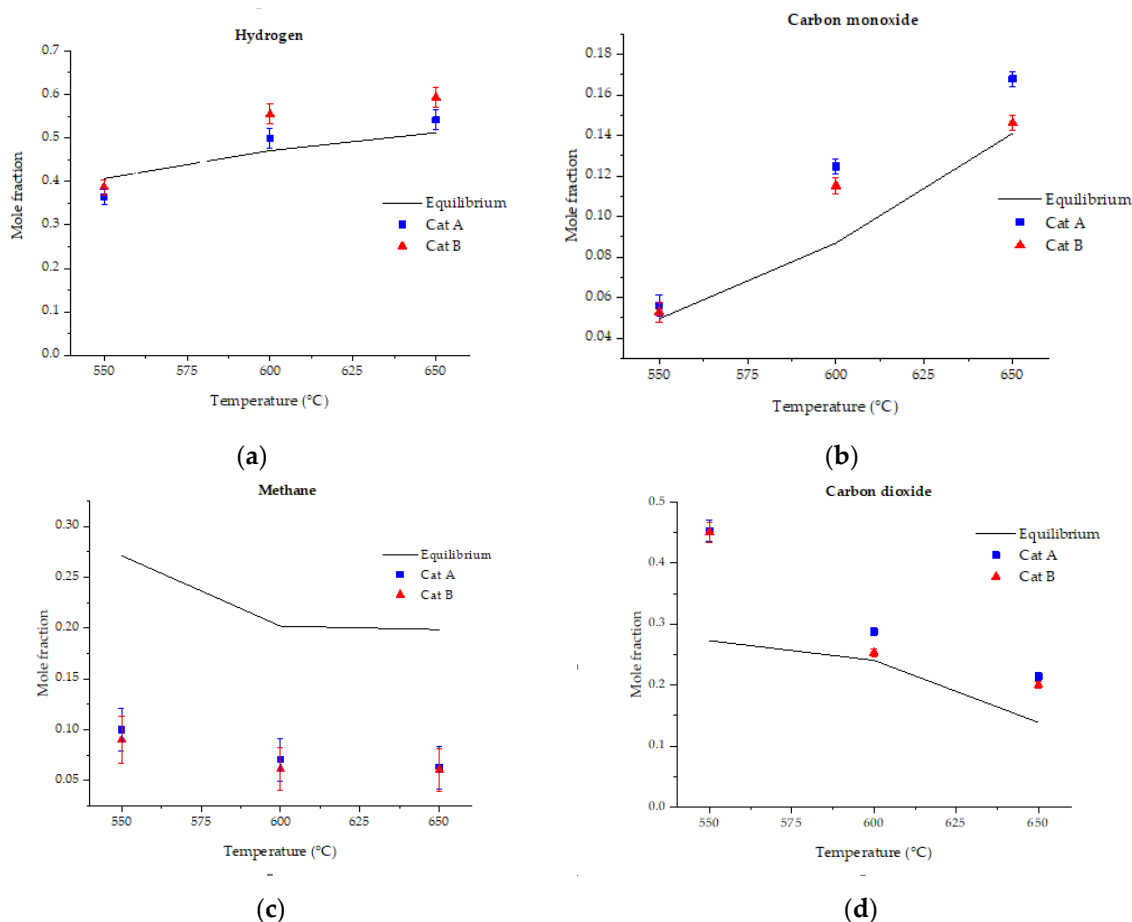 Hydrogen
Mole fraction
0.7
0.6
0.5
0.4
0.3
0.2
0.1
0.0
Equilibrium
Cat A
Cat B
550
575
600
625
650
Temperature (°C)
(a)
Carbon monoxide
Mole fraction
0.18
0.16
0.14
0.12
0.10
0.08
0.06
0.04
Equilibrium
Cat A
Cat B
550
575
600
625
650
Temperature (°C)
(b)
Methane
Mole fraction
0.30
0.25
0.20
0.15
0.10
0.05
Equilibrium
Cat A
Cat B
550
575
600
625
650
Temperature (°C)
(c)
Carbon dioxide
Mole fraction
0.5
0.4
0.3
0.2
0.1
0.0
Equilibrium
Cat A
Cat B
550
575
600
625
650
Temperature (°C)
(d)